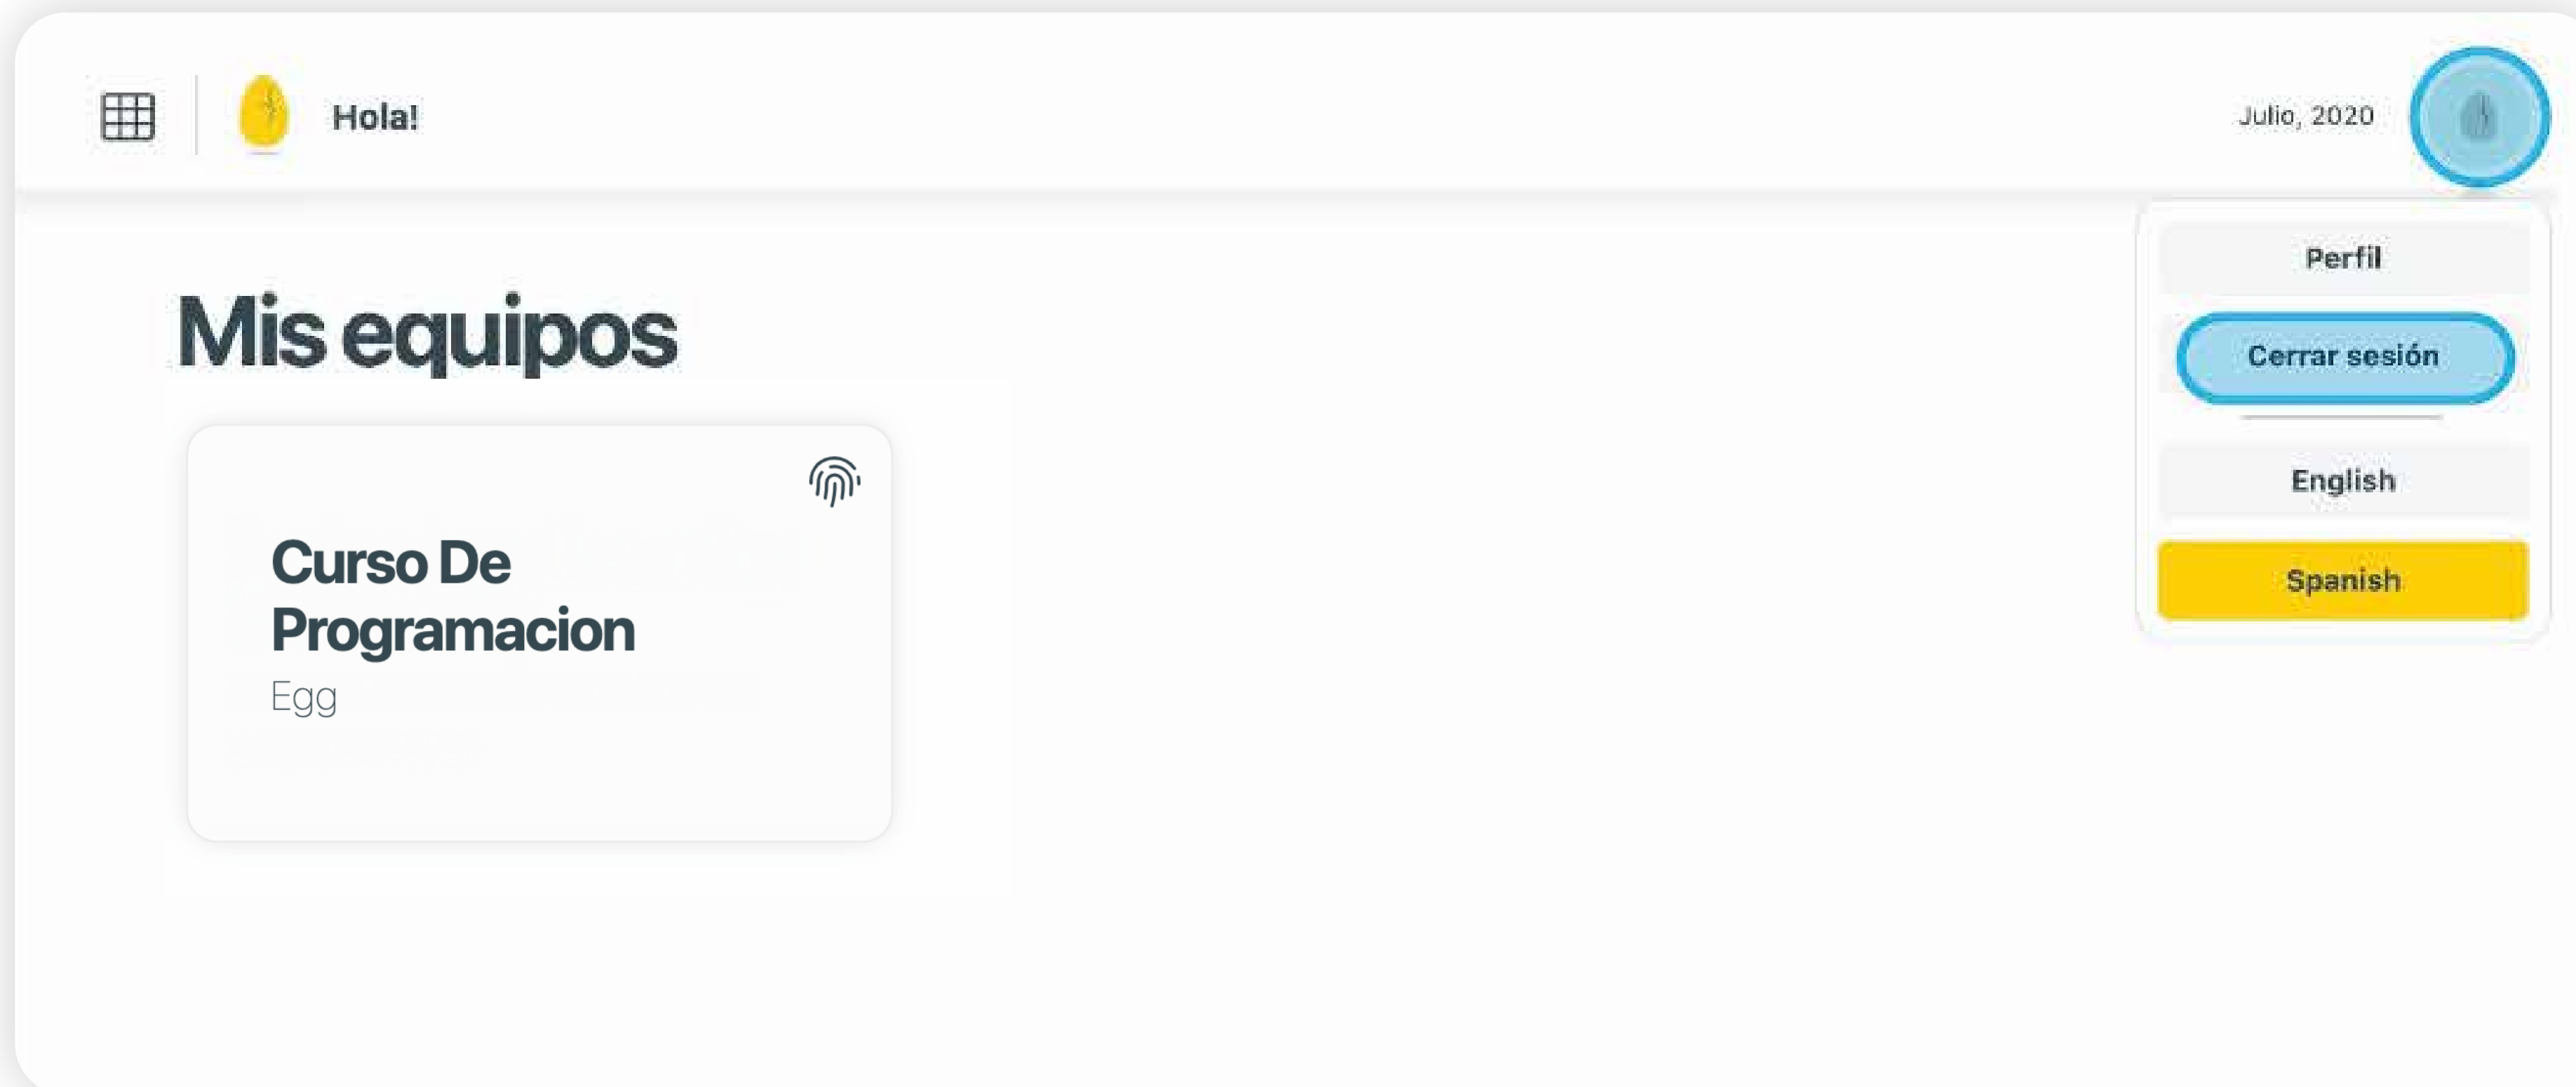 Hola!
Julio, 2020
Perfil
Cerrar sesión
English
Spanish
Mis equipos
Curso De
Programacion
Egg